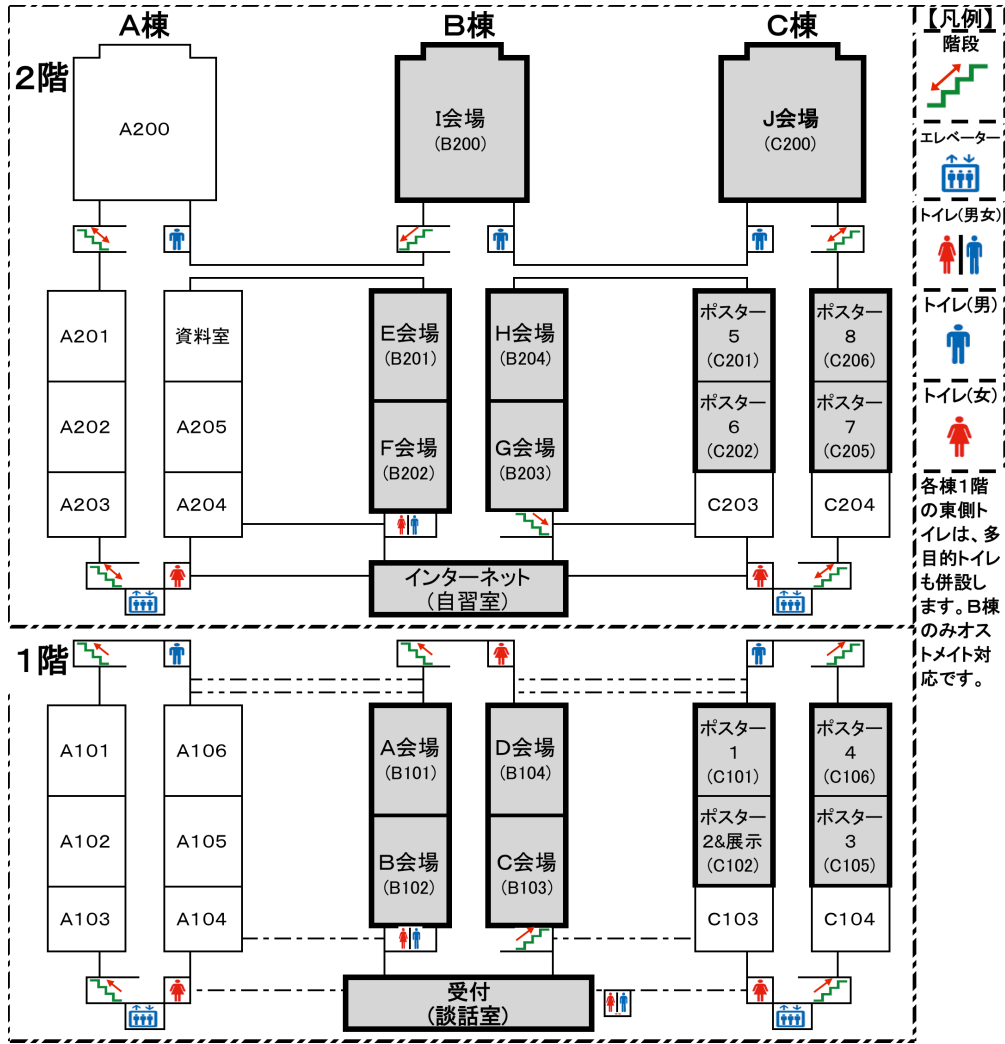 A棟
B棟
C棟
2階
A200
I会場
(B200)
J会場
(C200)
A201
資料室
E会場
(B201)
H会場
(B204)
ポスター
5
(C201)
ポスター
8
(C206)
A202
A205
F会場
(B202)
G会場
(B203)
ポスター
6
(C202)
ポスター
7
(C205)
A203
A204
C203
C204
インターネット
(自習室)
1階
A101
A106
A会場
(B101)
D会場
(B104)
ポスター
1
(C101)
ポスター
4
(C106)
A102
A105
B会場
(B102)
C会場
(B103)
ポスター
2&展示
(C102)
ポスター
3
(C105)
A103
A104
C103
C104
受付
(談話室)
【凡例】
階段
エレベーター
トイレ(男女)
トイレ(男)
トイレ(女)
各棟1階
の東側ト
イレは、多
目的トイレ
も併設し
ます。B棟
のみオス
トメイト対
応です。